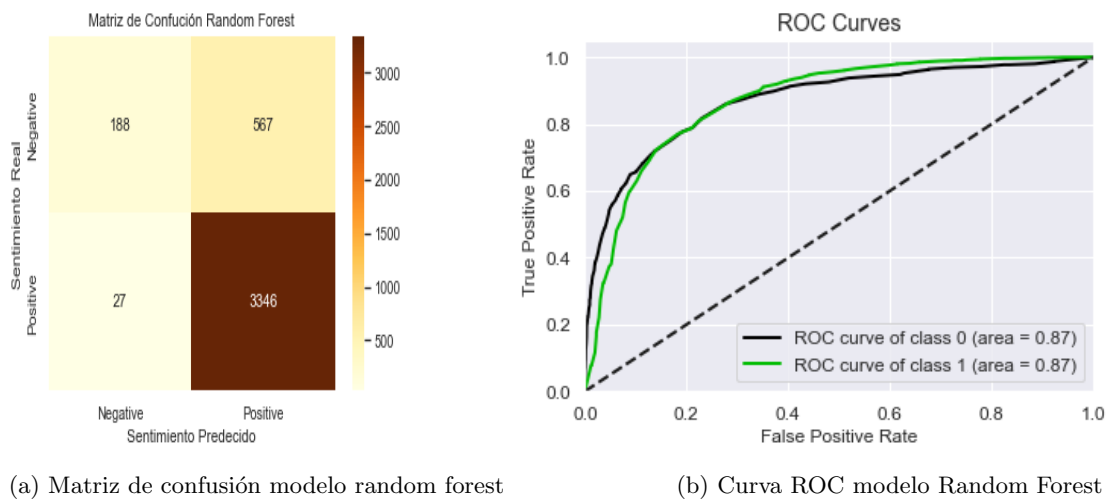 Matriz de Confución Random Forest
Sentimiento Real
Negative
Positive
188
567
27
3346
3000
2500
2000
1500
1000
500
Negative
Positive
Sentimiento Predecido
(a) Matriz de confusión modelo random forest
ROC Curves
True Positive Rate
1.0
0.8
0.6
0.4
0.2
0.0
ROC curve of class 0 (area = 0.87)
ROC curve of class 1 (area = 0.87)
0.0
0.2
0.4
0.6
0.8
1.0
False Positive Rate
(b) Curva ROC modelo Random Forest